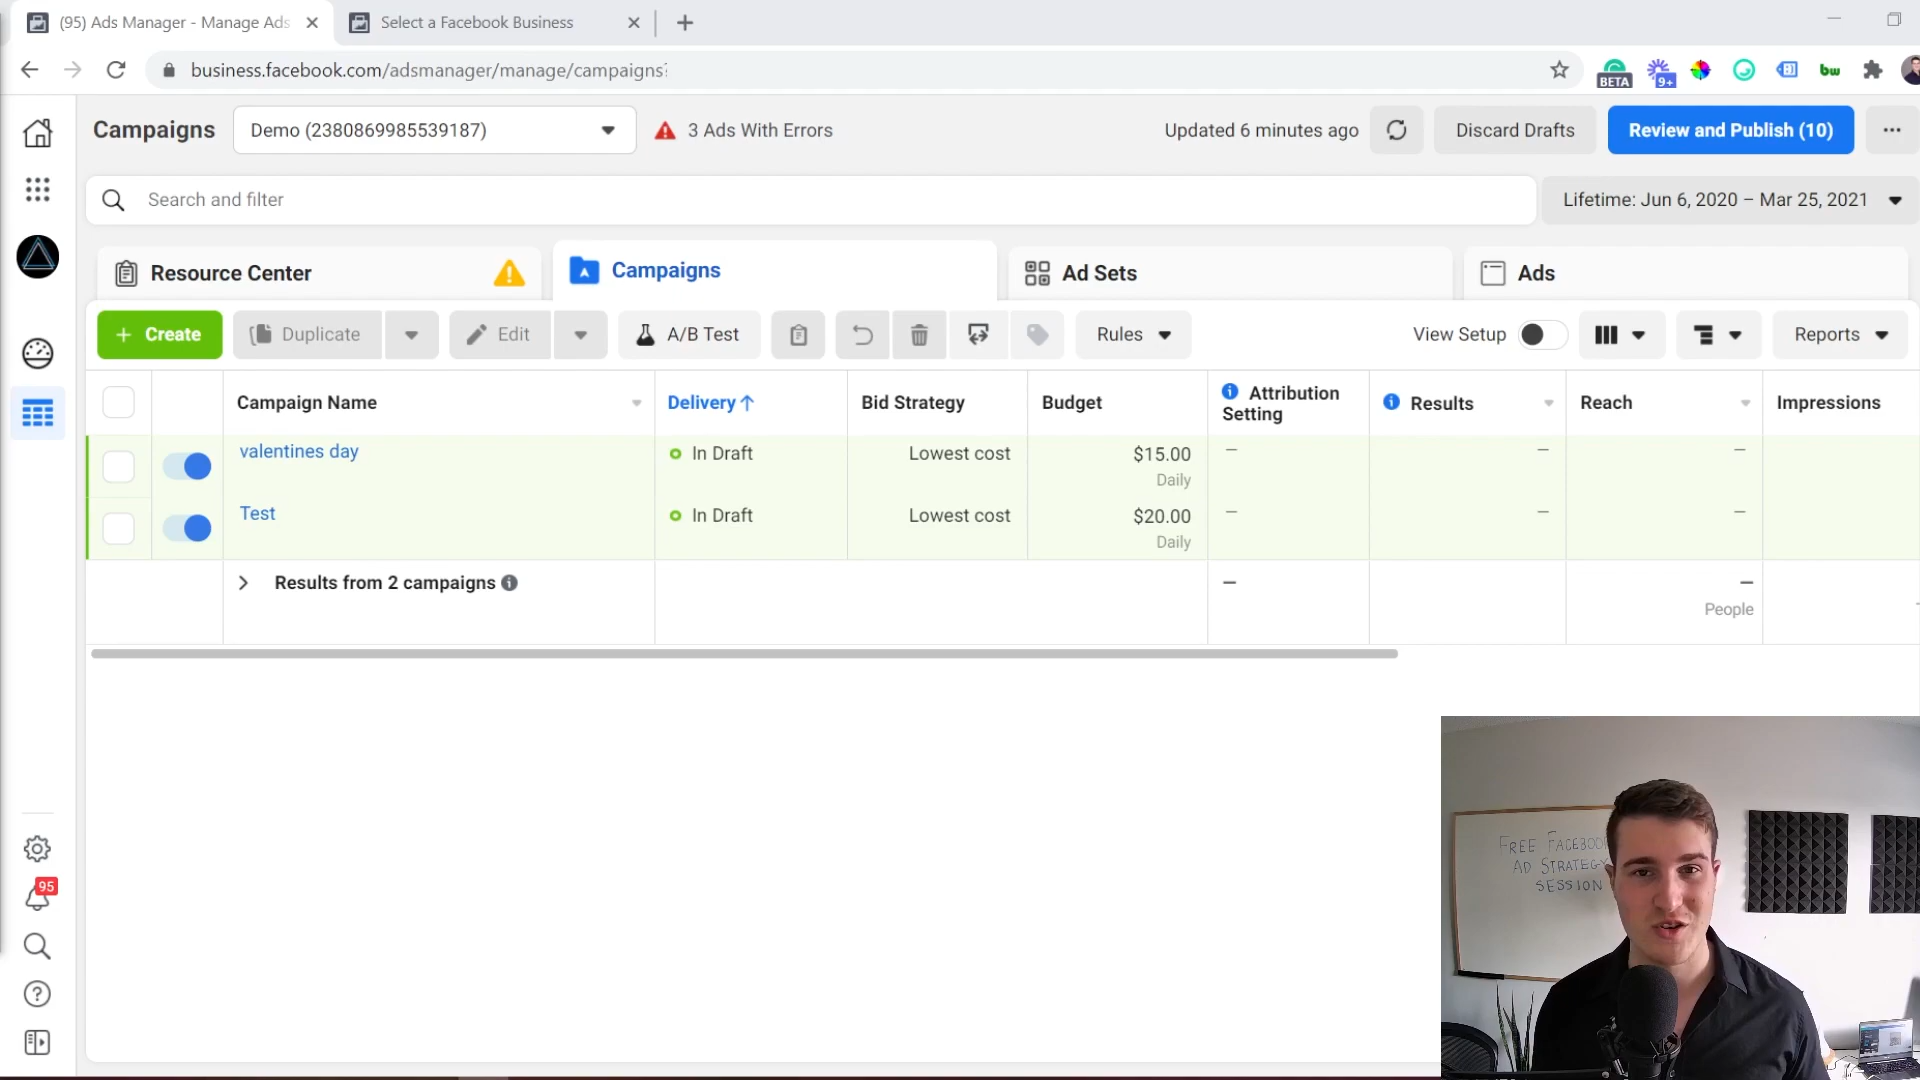 (95) Ads Manager - Manage Ads
Select a Facebook Business
business.facebook.com/adsmanager/manage/campaigns?
BETA
9+
bw
Campaigns
Demo (2380869985539187)
3 Ads With Errors
Updated 6 minutes ago
Discard Drafts
Review and Publish (10)
Search and filter
Lifetime: Jun 6, 2020 – Mar 25, 2021
Resource Center
Campaigns
Ad Sets
Ads
+ Create
Duplicate
Edit
A/B Test
Rules
View Setup
Reports
Campaign Name
Delivery↑
Bid Strategy
Budget
Attribution
Setting
Results
Reach
Impressions
valentines day
In Draft
Lowest cost
$15.00
Daily
—
—
—
Test
In Draft
Lowest cost
$20.00
Daily
—
—
—
Results from 2 campaigns
—
—
People
95
FREE FACEBOO
AD STRATEGY
SESSION